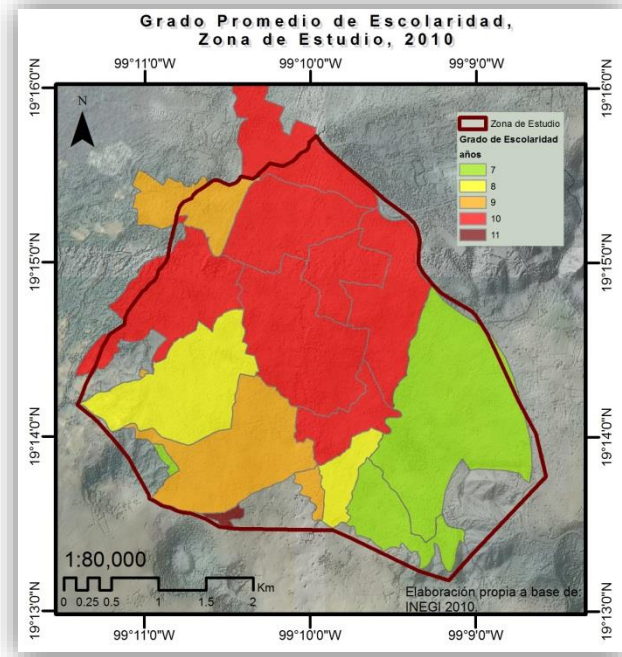 Grado Promedio de Escolaridad,
Zona de Estudio, 2010
99°11'0"W 99°10'0"W 99°9'0"W
19°16'0"N 19°16'0"N
N
Zona de Estudio
Grado de Escolaridad
años
7
8
9
10
11
19°15'0"N 19°15'0"N
19°14'0"N 19°14'0"N
1:80,000
0 0.25 0.5 1 1.5 2 Km
Elaboración propia a base de:
INEGI 2010.
19°13'0"N 19°13'0"N
99°11'0"W 99°10'0"W 99°9'0"W